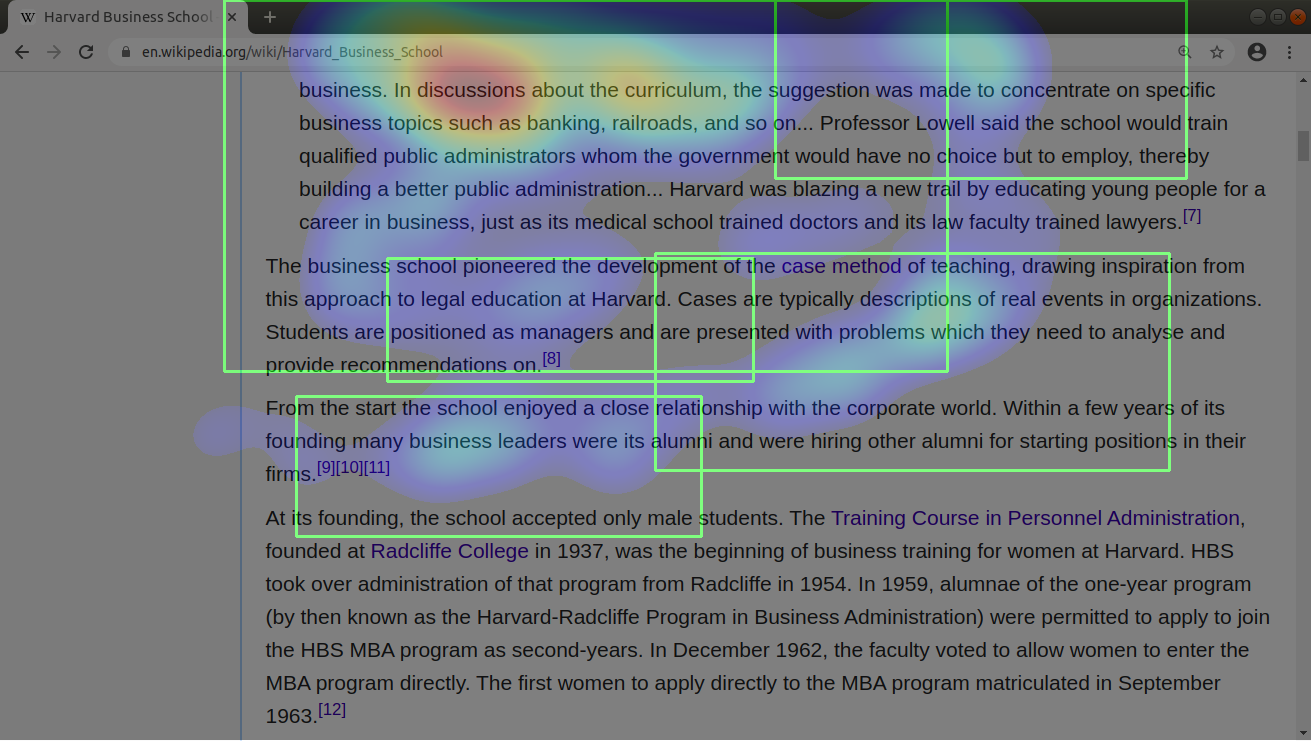 Harvard Business School
en.wikipedia.org/wiki/Harvard_Business_School
business. In discussions about the curriculum, the suggestion was made to concentrate on specific
business topics such as banking, railroads, and so on... Professor Lowell said the school would train
qualified public administrators whom the government would have no choice but to employ, thereby
building a better public administration... Harvard was blazing a new trail by educating young people for a
career in business, just as its medical school trained doctors and its law faculty trained lawyers.[7]
The business school pioneered the development of the case method of teaching, drawing inspiration from
this approach to legal education at Harvard. Cases are typically descriptions of real events in organizations.
Students are positioned as managers and are presented with problems which they need to analyse and
provide recommendations on.[8]
From the start the school enjoyed a close relationship with the corporate world. Within a few years of its
founding many business leaders were its alumni and were hiring other alumni for starting positions in their
firms.[9][10][11]
At its founding, the school accepted only male students. The Training Course in Personnel Administration,
founded at Radcliffe College in 1937, was the beginning of business training for women at Harvard. HBS
took over administration of that program from Radcliffe in 1954. In 1959, alumnae of the one-year program
(by then known as the Harvard-Radcliffe Program in Business Administration) were permitted to apply to join
the HBS MBA program as second-years. In December 1962, the faculty voted to allow women to enter the
MBA program directly. The first women to apply directly to the MBA program matriculated in September
1963.[12]